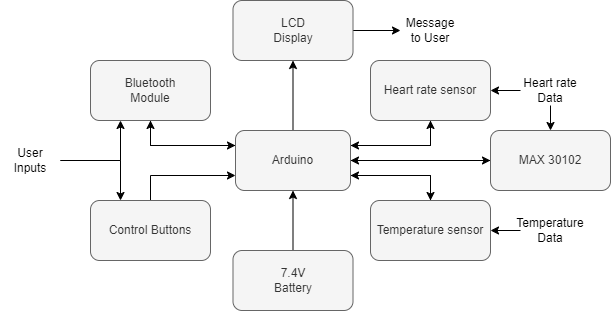 LCD
Display
Message
to User
Bluetooth
Module
Heart rate sensor
Heart rate
Data
User
Inputs
Arduino
MAX 30102
Control Buttons
Temperature sensor
Temperature
Data
7.4V
Battery